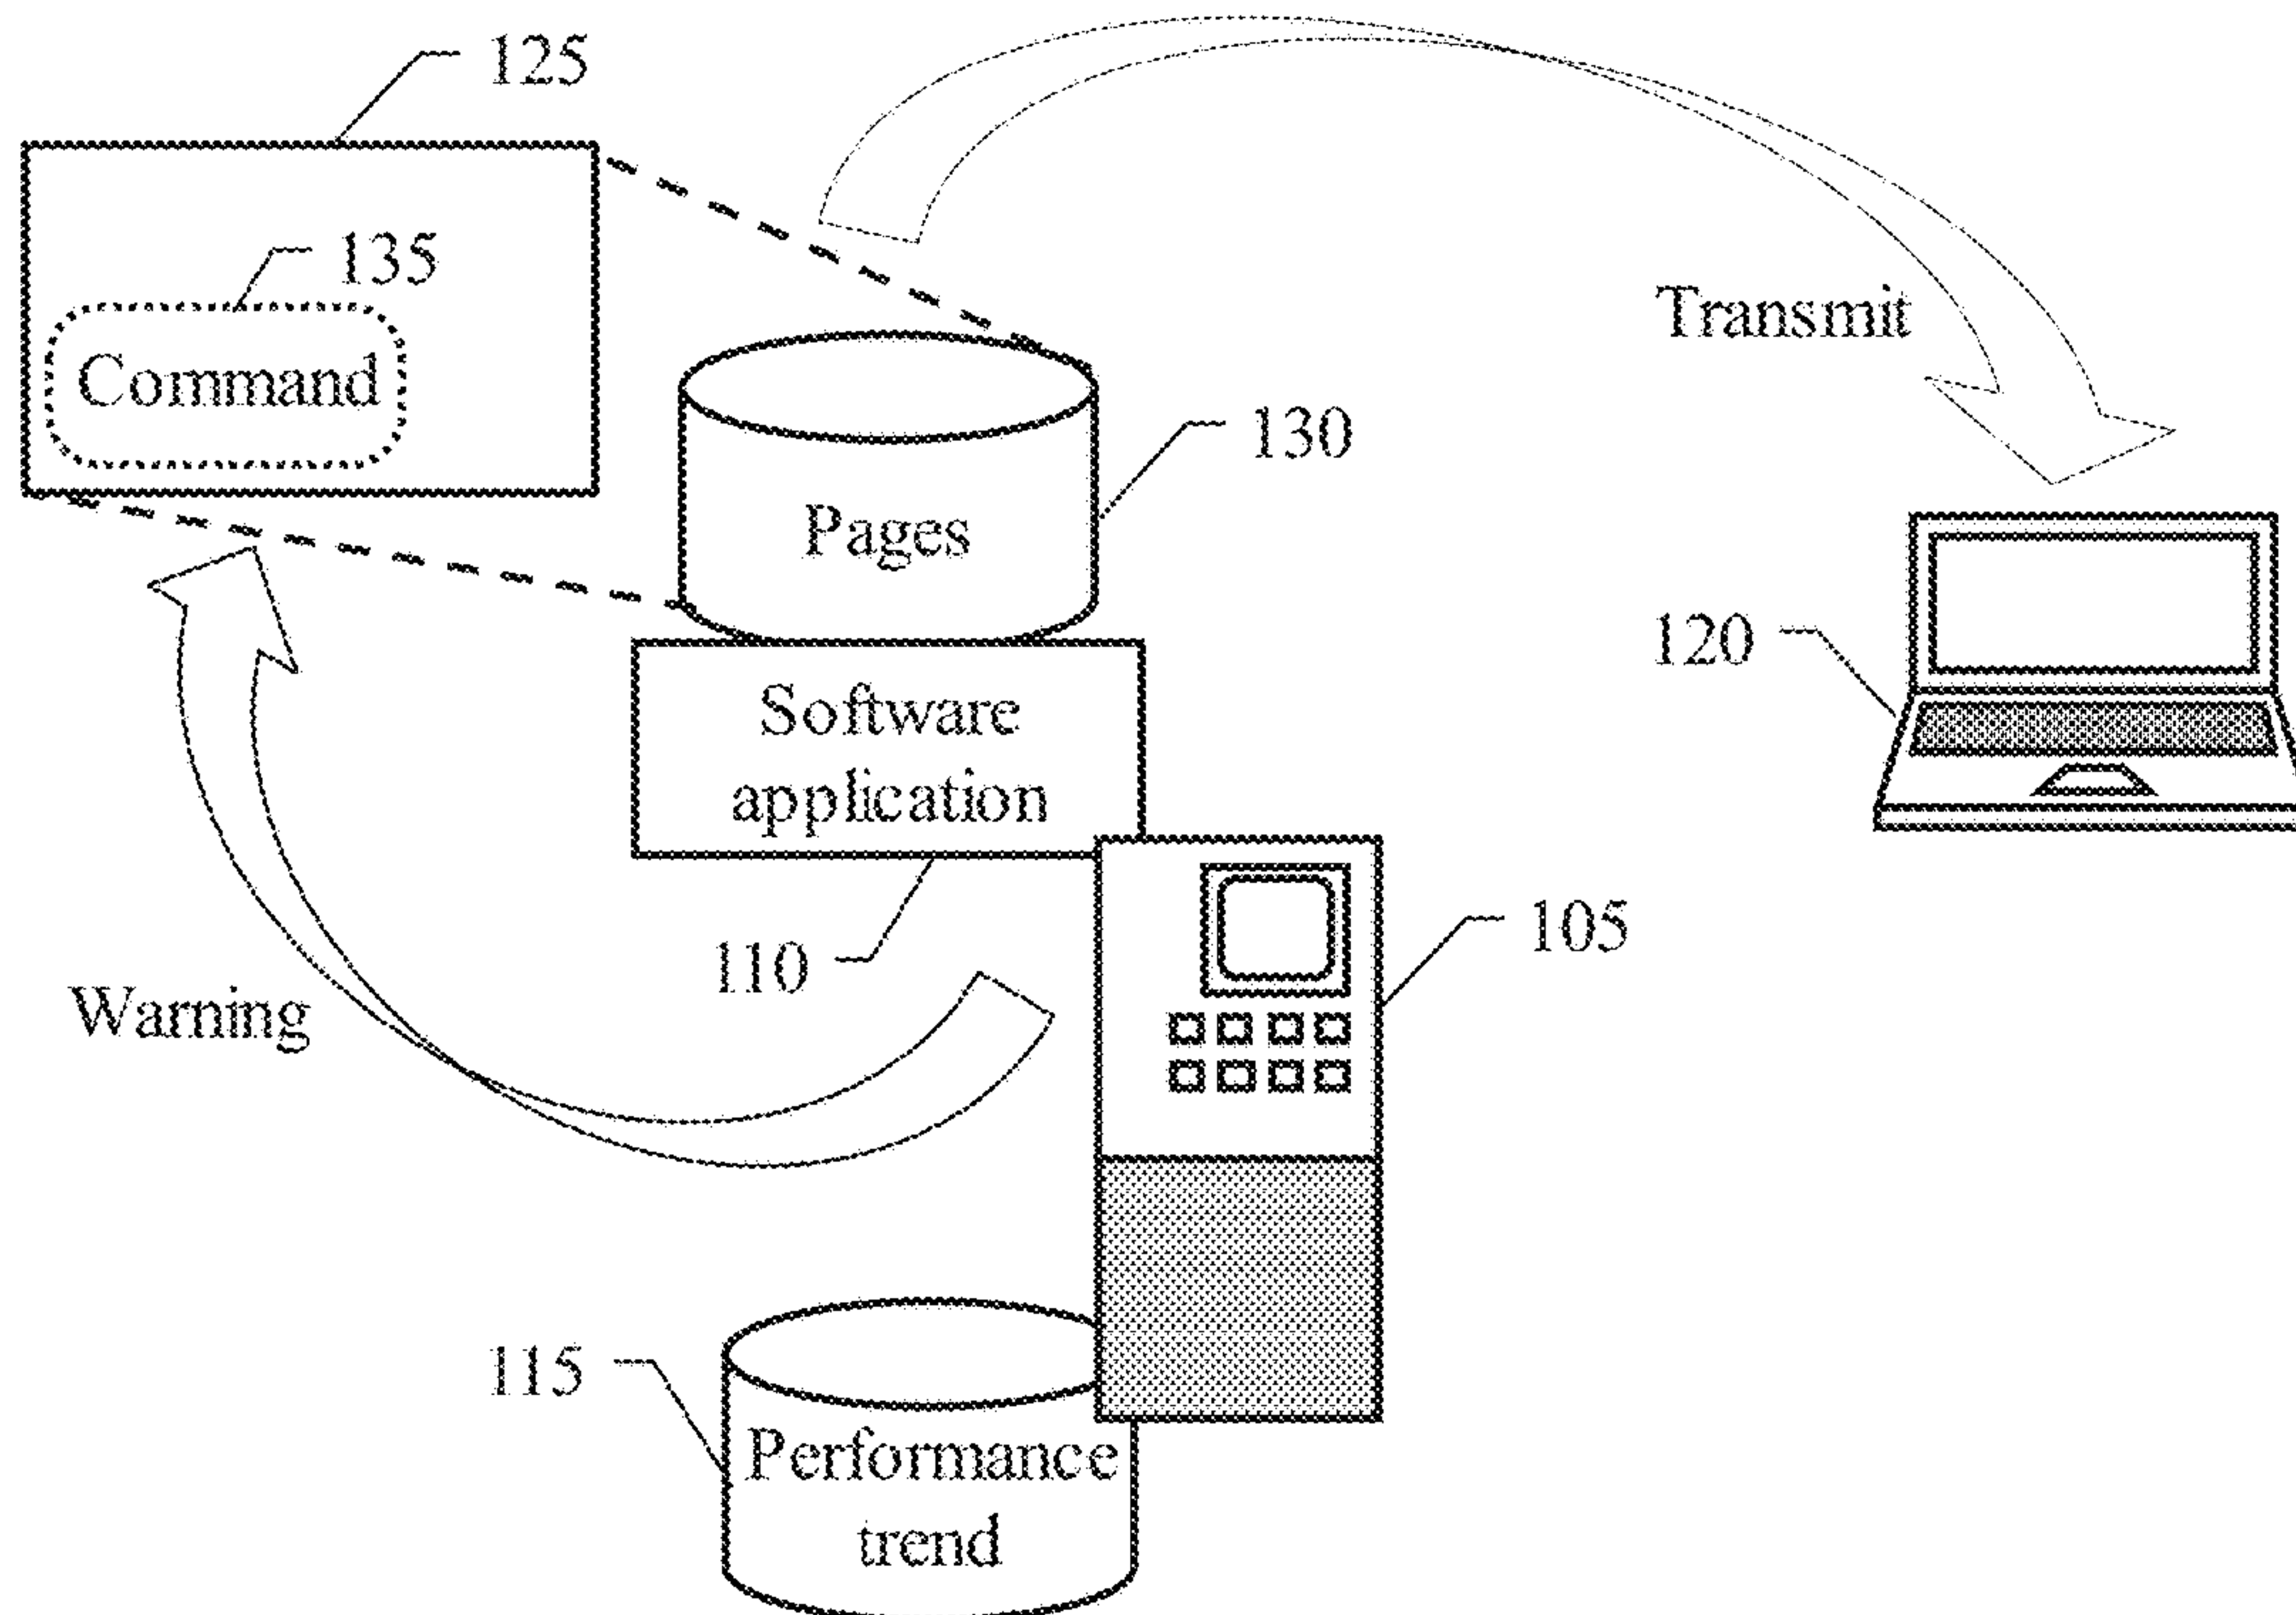 125
135
Command
Transmit
130
Pages
120
Software
application
105
110
Warning
115
Performance
trend